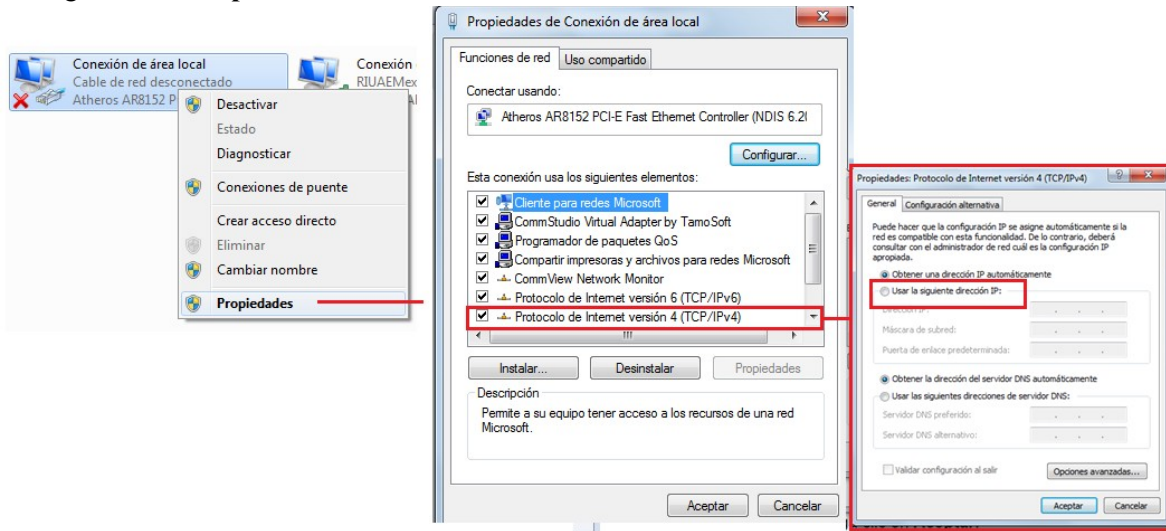 Conexión de área local
Cable de red desconectado
Atheros AR8152 P
Conexión
RIUAEMex
Desactivar
Estado
Diagnosticar
Conexiones de puente
Crear acceso directo
Eliminar
Cambiar nombre
Propiedades
Propiedades de Conexión de área local
Funciones de red
Uso compartido
Conectar usando:
Atheros AR8152 PCI-E Fast Ethernet Controller (NDIS 6.2
Configurar...
Esta conexión usa los siguientes elementos:
Cliente para redes Microsoft
CommStudio Virtual Adapter by TamoSoft
Programador de paquetes QoS
Compartir impresoras y archivos para redes Microsoft
CommView Network Monitor
Protocolo de Internet versión 6 (TCP/IPv6)
Protocolo de Internet versión 4 (TCP/IPv4)
Instalar...
Desinstalar
Propiedades
Descripción
Permite a su equipo tener acceso a los recursos de una red
Microsoft.
Aceptar
Cancelar
Propiedades: Protocolo de Internet versión 4 (TCP/IPv4)
General
Configuración alternativa
Puede hacer que la configuración IP se asigne automáticamente si la
red es compatible con esta funcionalidad. De lo contrario, deberá
consultar con el administrador de red cuál es la configuración IP
apropiada.
Obtener una dirección IP automáticamente
Usar la siguiente dirección IP:
Dirección IP:
Máscara de subred:
Puerta de enlace predeterminada:
Obtener la dirección del servidor DNS automáticamente
Usar las siguientes direcciones de servidor DNS:
Servidor DNS preferido:
Servidor DNS alternativo:
Validar configuración al salir
Opciones avanzadas...
Aceptar
Cancelar